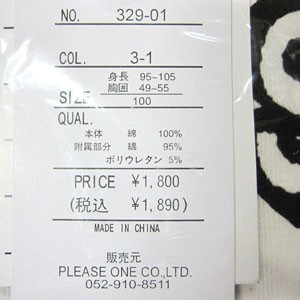 NO. 329-01
COL. 3-1
身長 95-105
胸囲 49-55
SIZE 100
QUAL.
本体 綿 100%
附属部分 綿 95%
ポリウレタン 5%
PRICE ¥1,800
(税込 ¥1,890)
MADE IN CHINA
販売元
PLEASE ONE CO.,LTD.
052-910-8511